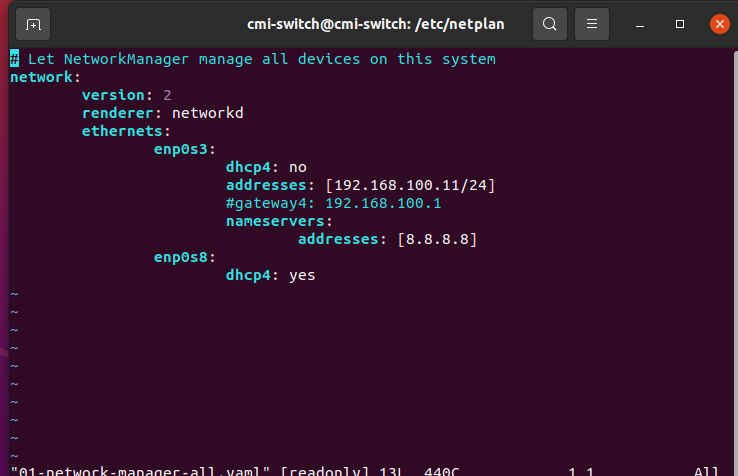 cmi-switch@cmi-switch: /etc/netplan
# Let NetworkManager manage all devices on this system
network:
        version: 2
        renderer: networkd
        ethernets:
                enp0s3:
                        dhcp4: no
                        addresses: [192.168.100.11/24]
                        #gateway4: 192.168.100.1
                        nameservers:
                                addresses: [8.8.8.8]
                enp0s8:
                        dhcp4: yes
~
~
~
~
~
~
~
~
~
~
"01-network-manager-all.yaml" [readonly] 13L, 440C 1,1 All